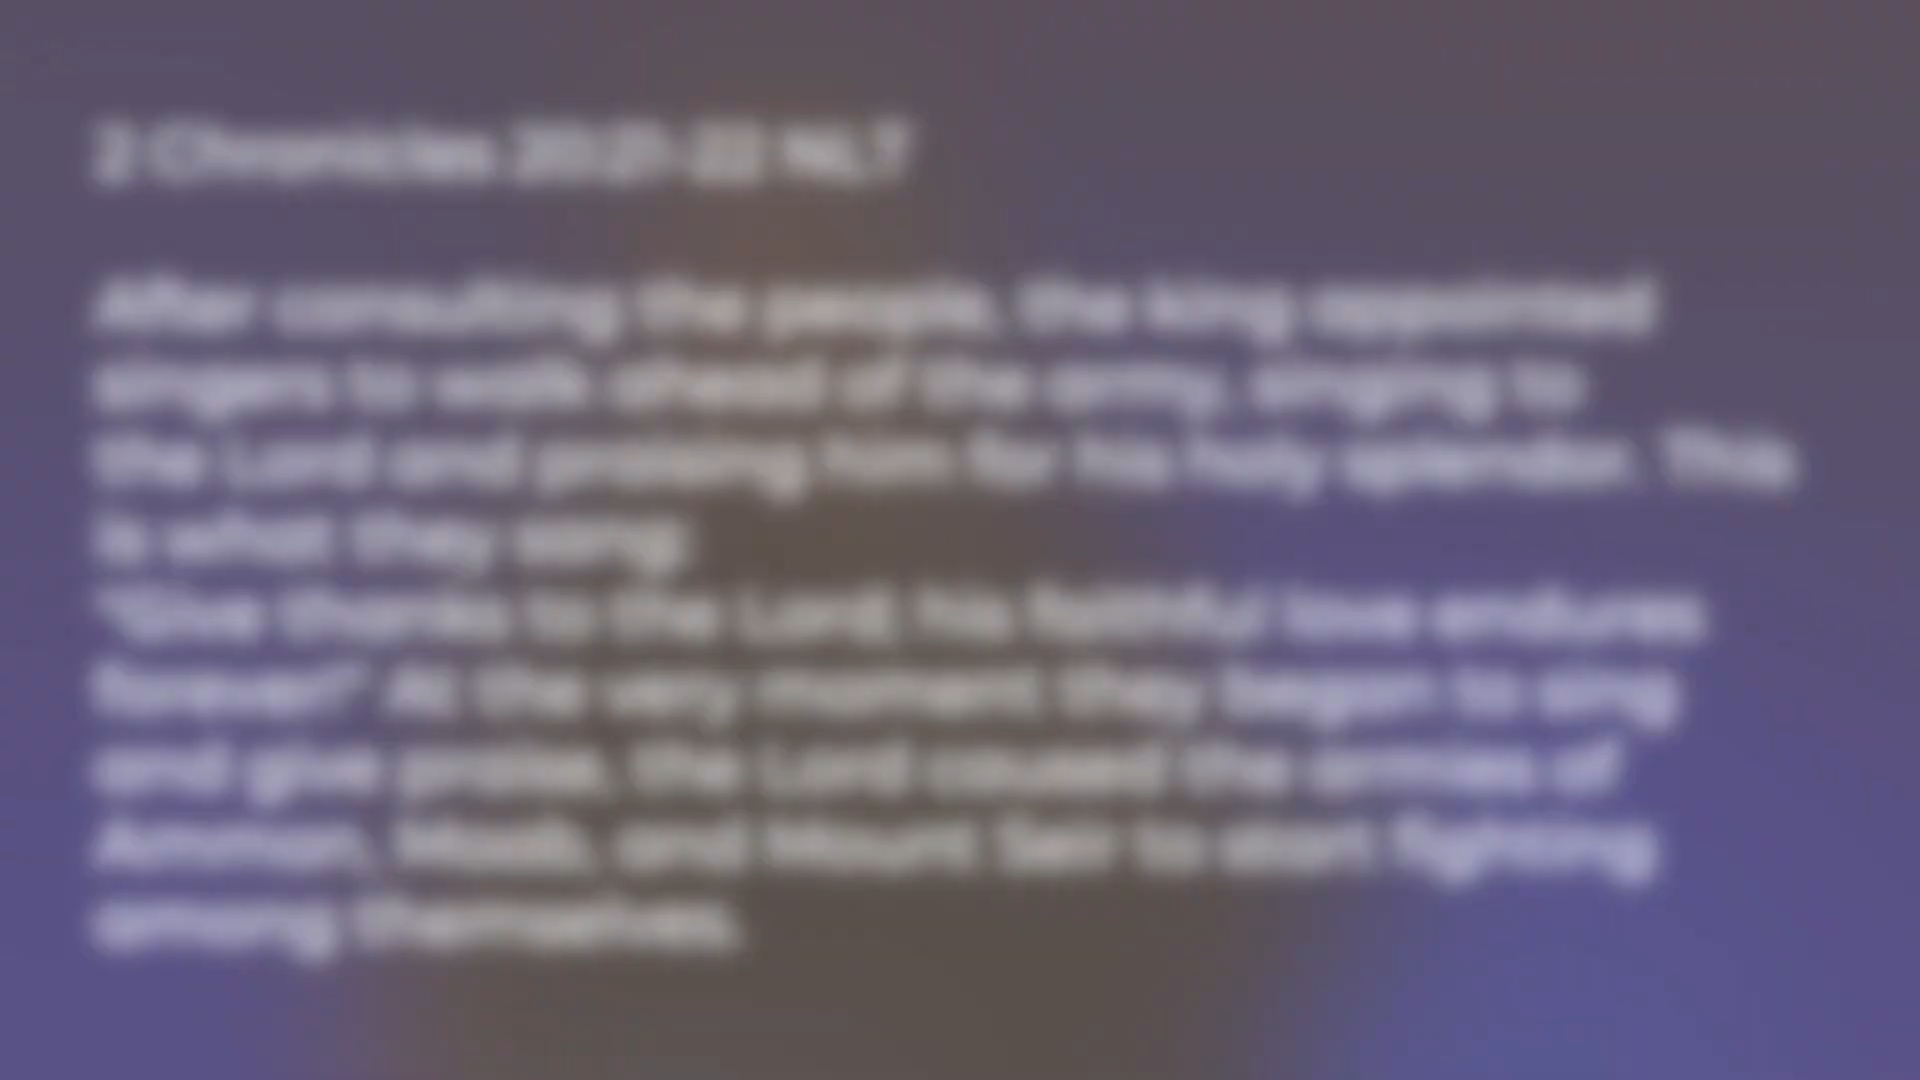 2 Chronicles 20:21-22 NLT
After consulting the people, the king appointed
singers to walk ahead of the army, singing to
the Lord and praising him for his holy splendor. This
is what they sang:
"Give thanks to the Lord; his faithful love endures
forever!" At the very moment they began to sing
and give praise, the Lord caused the armies of
Ammon, Moab, and Mount Seir to start fighting
among themselves.